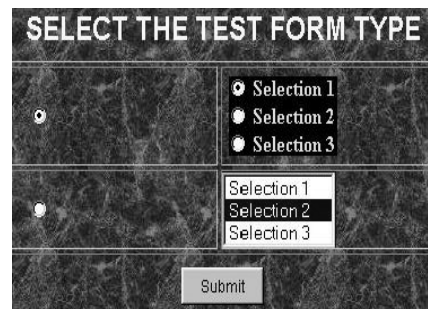 SELECT THE TEST FORM TYPE
Selection 1
Selection 2
Selection 3
Selection 1
Selection 2
Selection 3
Submit